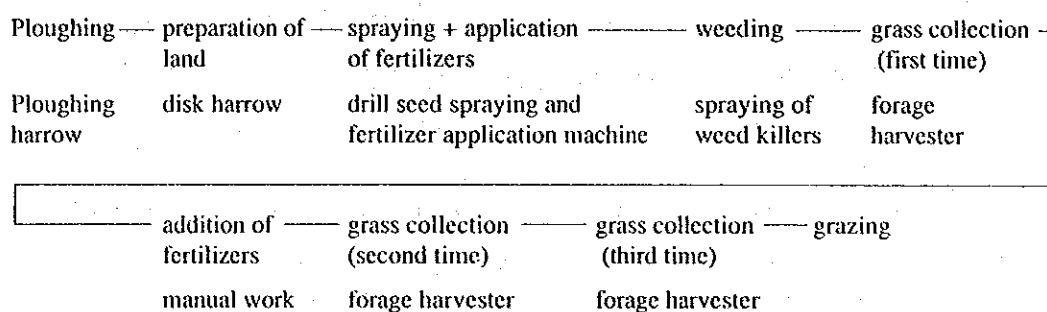 Ploughing — preparation of — spraying + application — weeding — grass collection
land of fertilizers (first time)
Ploughing disk harrow drill seed spraying and spraying of forage
harrow fertilizer application machine weed killers harvester
addition of — grass collection — grass collection — grazing
fertilizers (second time) (third time)
manual work forage harvester forage harvester